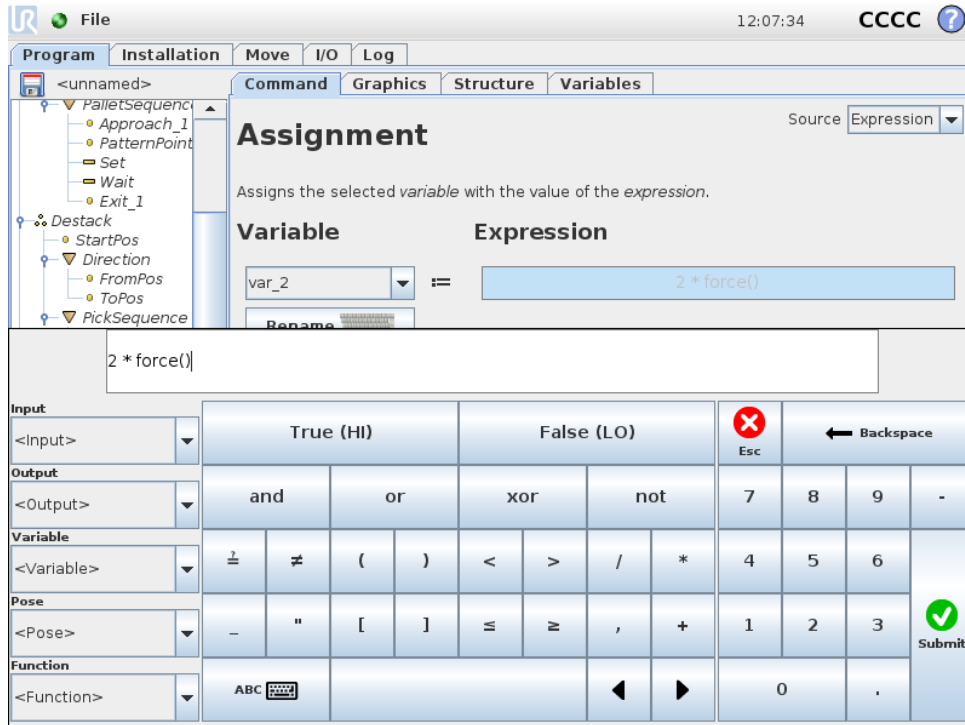 UR File 12:07:34 CCCC ?
Program Installation Move I/O Log
<unnamed> Command Graphics Structure Variables
PalletSequence
Approach_1
PatternPoint
Set
Wait
Exit_1
Destack
StartPos
Direction
FromPos
ToPos
PickSequence
Assignment
Source Expression
Assigns the selected variable with the value of the expression.
Variable Expression
var_2 := 2 * force()
Rename
2 * force()
Input
<Input>
Output
<Output>
Variable
<Variable>
Pose
<Pose>
Function
<Function>
True (HI) False (LO) Esc Backspace
and or xor not 7 8 9 -
≟ ≠ ( ) < > / * 4 5 6
_ " [ ] ≤ ≥ , + 1 2 3 Submit
ABC 0 .